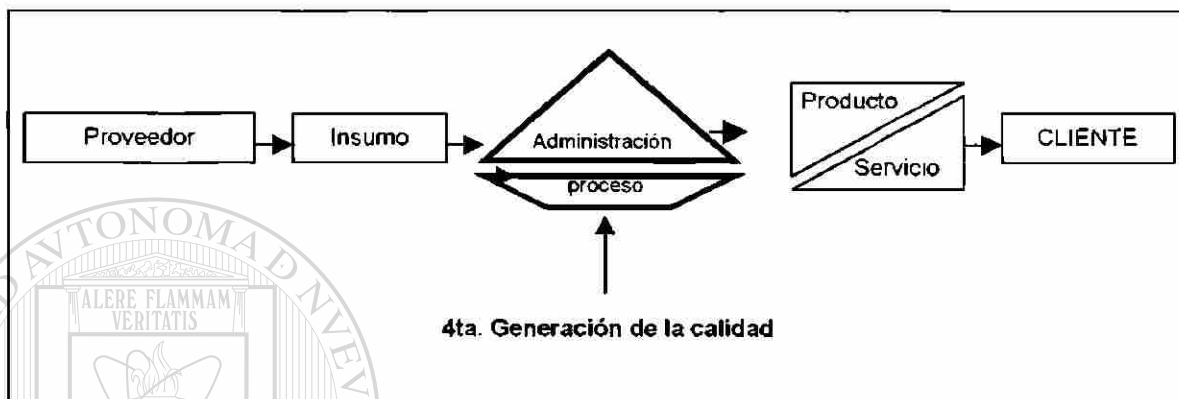 Proveedor
Insumo
Administración
proceso
Producto
Servicio
CLIENTE
4ta. Generación de la calidad
ALERE FLAMMAM
VERITATIS